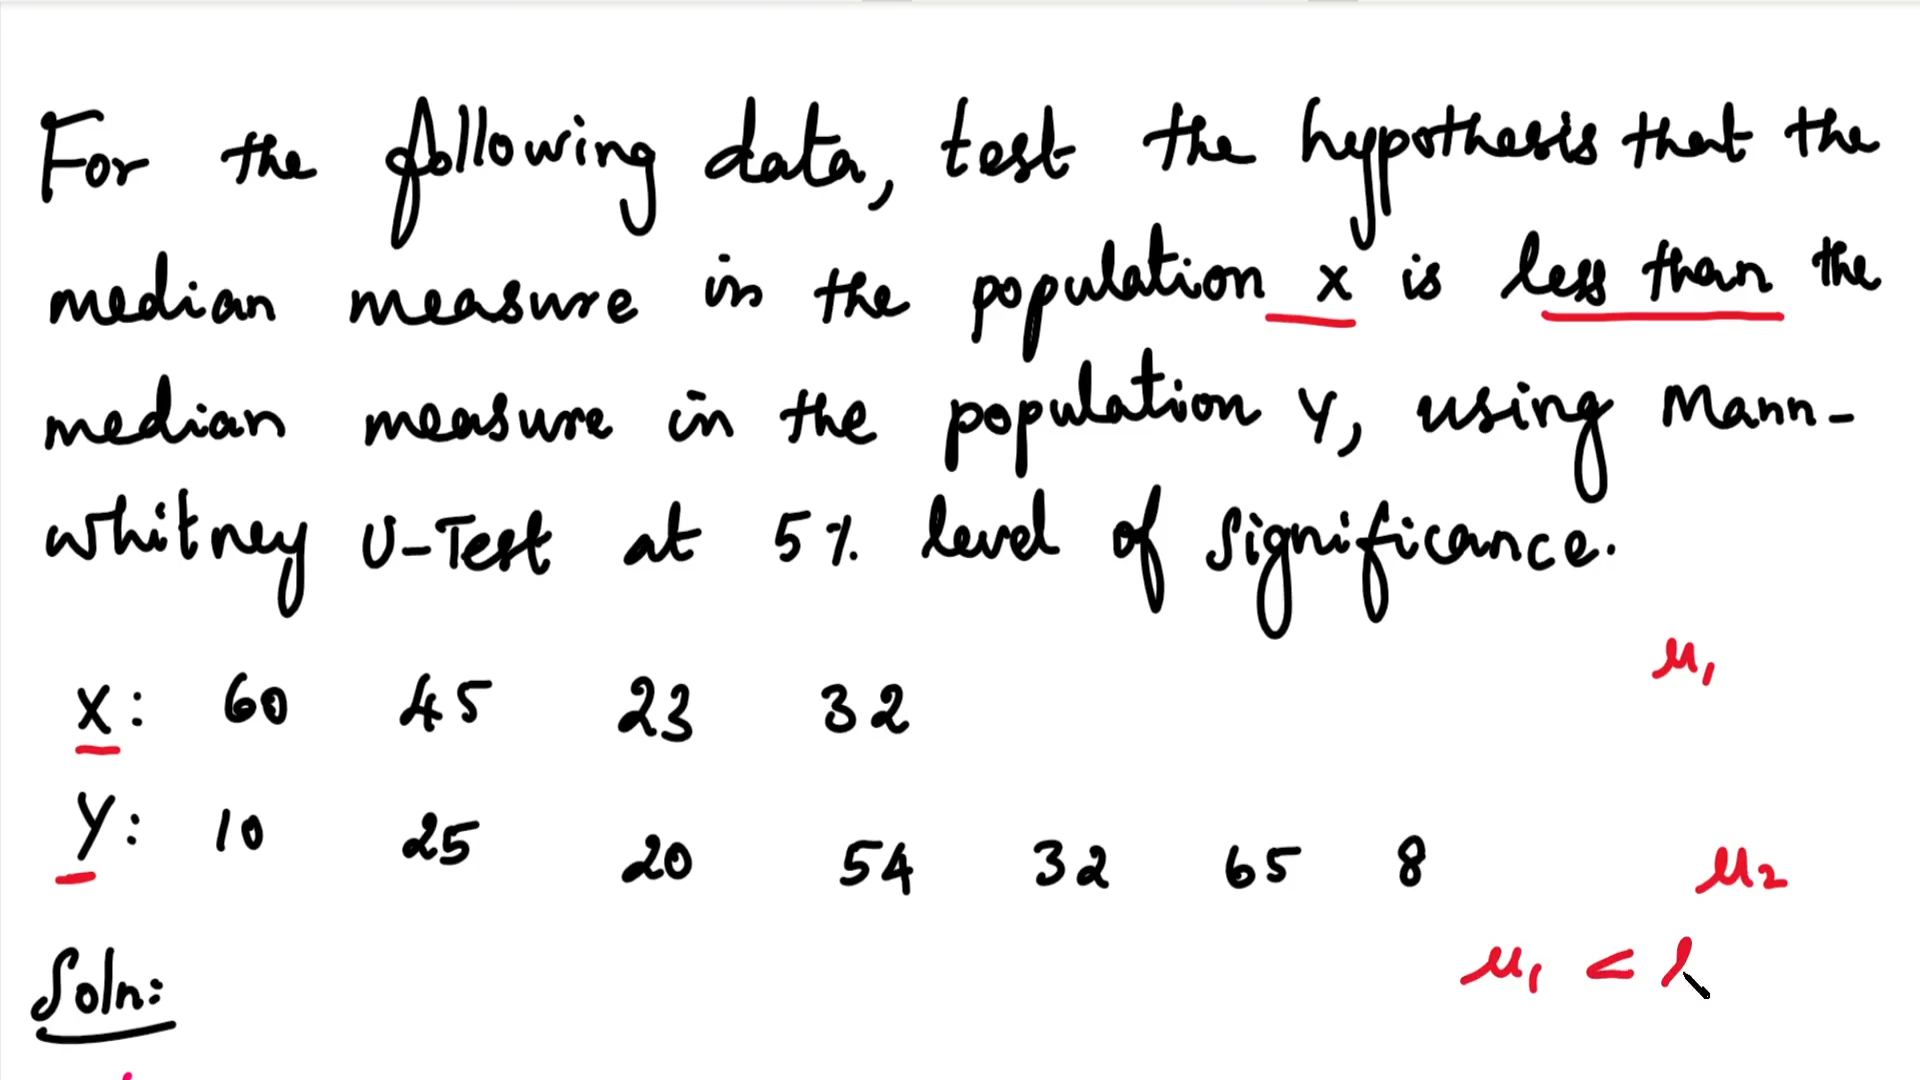 For the following data, test the hypothesis that the
median measure in the population X is less than the
median measure in the population Y, using Mann-
Whitney U-Test at 5% level of significance.
μ₁
X: 60 45 23 32
Y: 10 25 20 54 32 65 8 μ₂
μ₁ <
Soln: